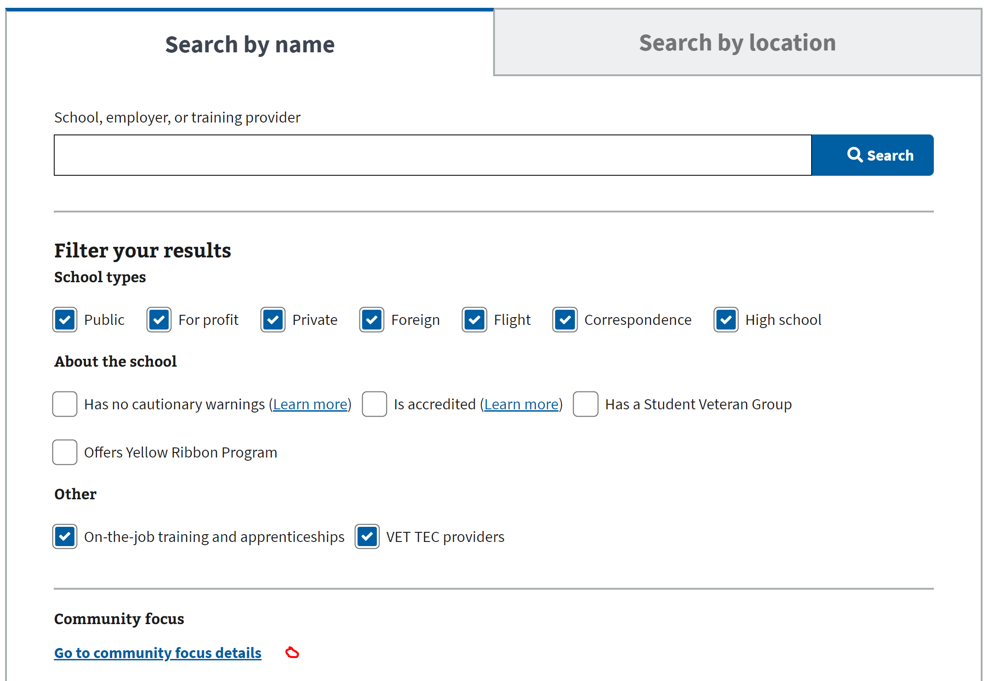 Search by name
Search by location
School, employer, or training provider
Search
Filter your results
School types
Public For profit Private Foreign Flight Correspondence High school
About the school
Has no cautionary warnings (Learn more) Is accredited (Learn more) Has a Student Veteran Group
Offers Yellow Ribbon Program
Other
On-the-job training and apprenticeships VET TEC providers
Community focus
Go to community focus details